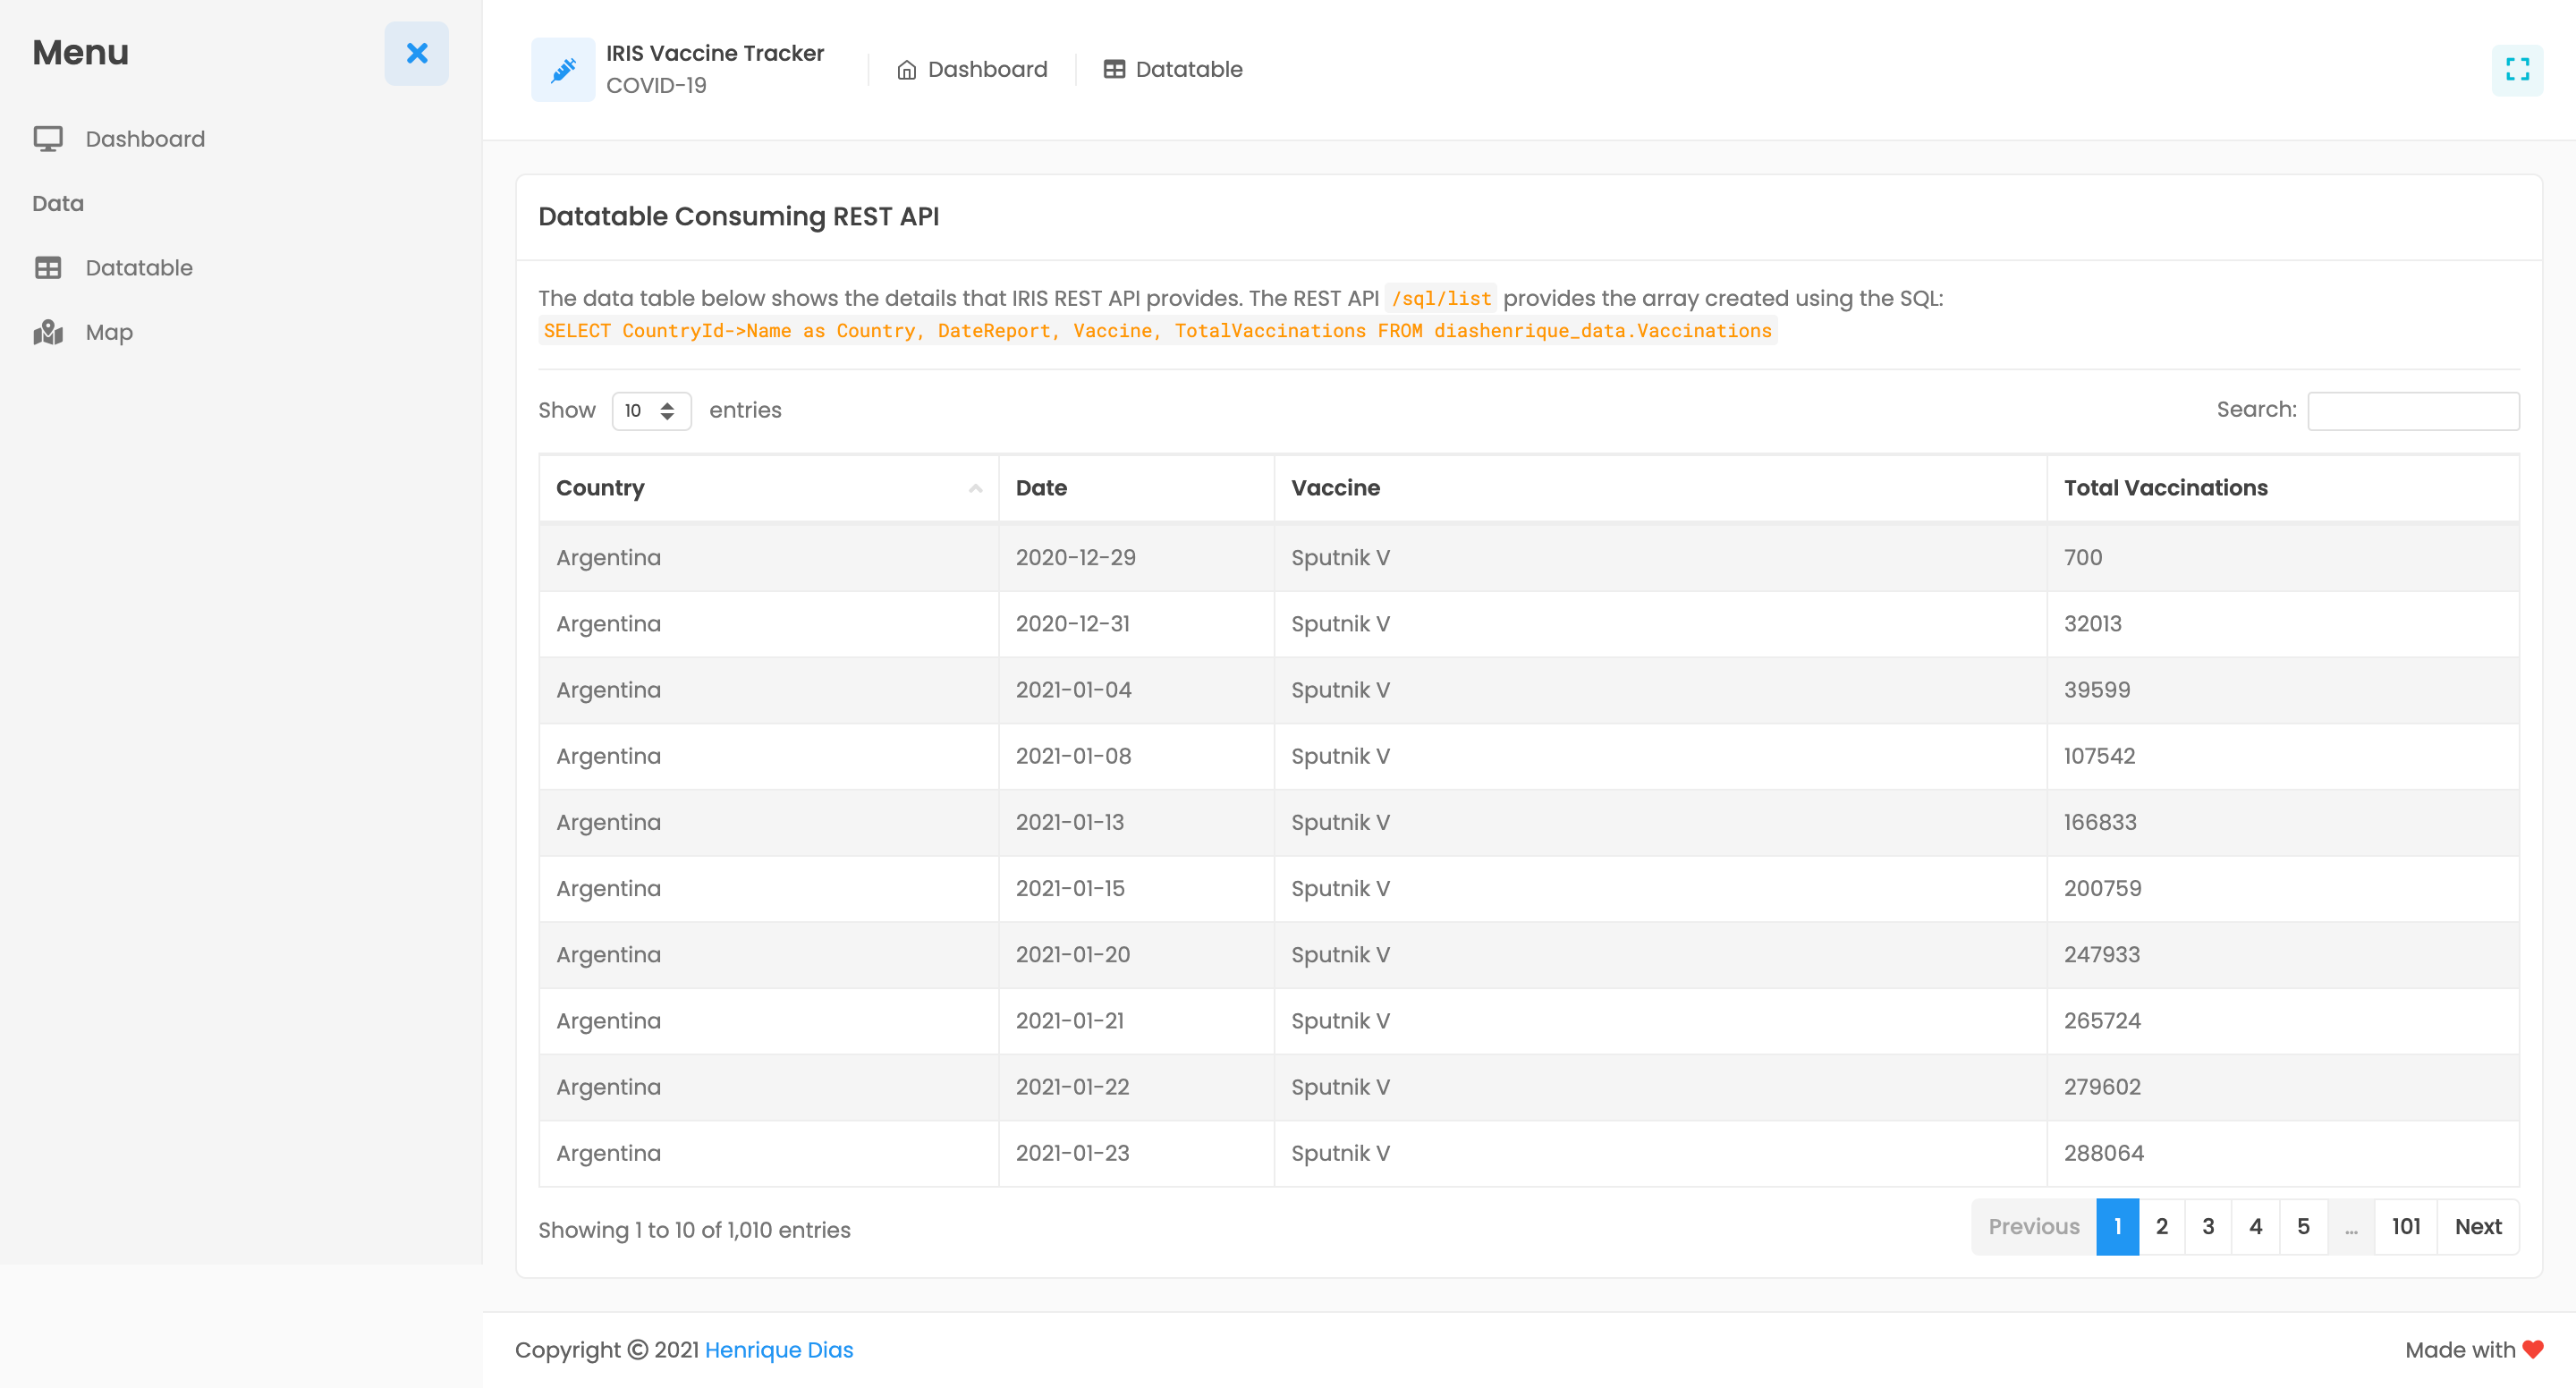 Menu
Dashboard
Data
Datatable
Map
IRIS Vaccine Tracker
COVID-19
Dashboard
Datatable
Datatable Consuming REST API
The data table below shows the details that IRIS REST API provides. The REST API /sql/list provides the array created using the SQL:
SELECT CountryId->Name as Country, DateReport, Vaccine, TotalVaccinations FROM diashenrique_data.Vaccinations
Show 10 entries
Search:
Country Date Vaccine Total Vaccinations
Argentina 2020-12-29 Sputnik V 700
Argentina 2020-12-31 Sputnik V 32013
Argentina 2021-01-04 Sputnik V 39599
Argentina 2021-01-08 Sputnik V 107542
Argentina 2021-01-13 Sputnik V 166833
Argentina 2021-01-15 Sputnik V 200759
Argentina 2021-01-20 Sputnik V 247933
Argentina 2021-01-21 Sputnik V 265724
Argentina 2021-01-22 Sputnik V 279602
Argentina 2021-01-23 Sputnik V 288064
Showing 1 to 10 of 1,010 entries
Previous 1 2 3 4 5 ... 101 Next
Copyright © 2021 Henrique Dias
Made with ❤